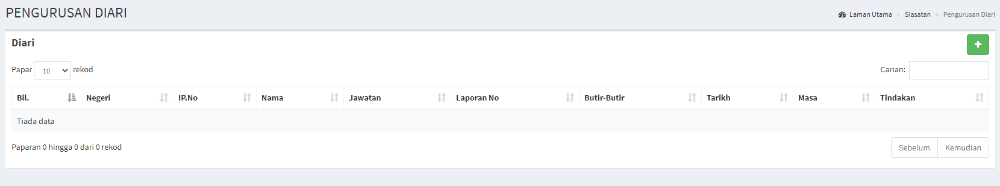 PENGURUSAN DIARI
Laman Utama > Siasatan > Pengurusan Diari
Diari
Papar 10 rekod
Carian:
Bil. Negeri IP.No Nama Jawatan Laporan No Butir-Butir Tarikh Masa Tindakan
Tiada data
Paparan 0 hingga 0 dari 0 rekod
Sebelum Kemudian